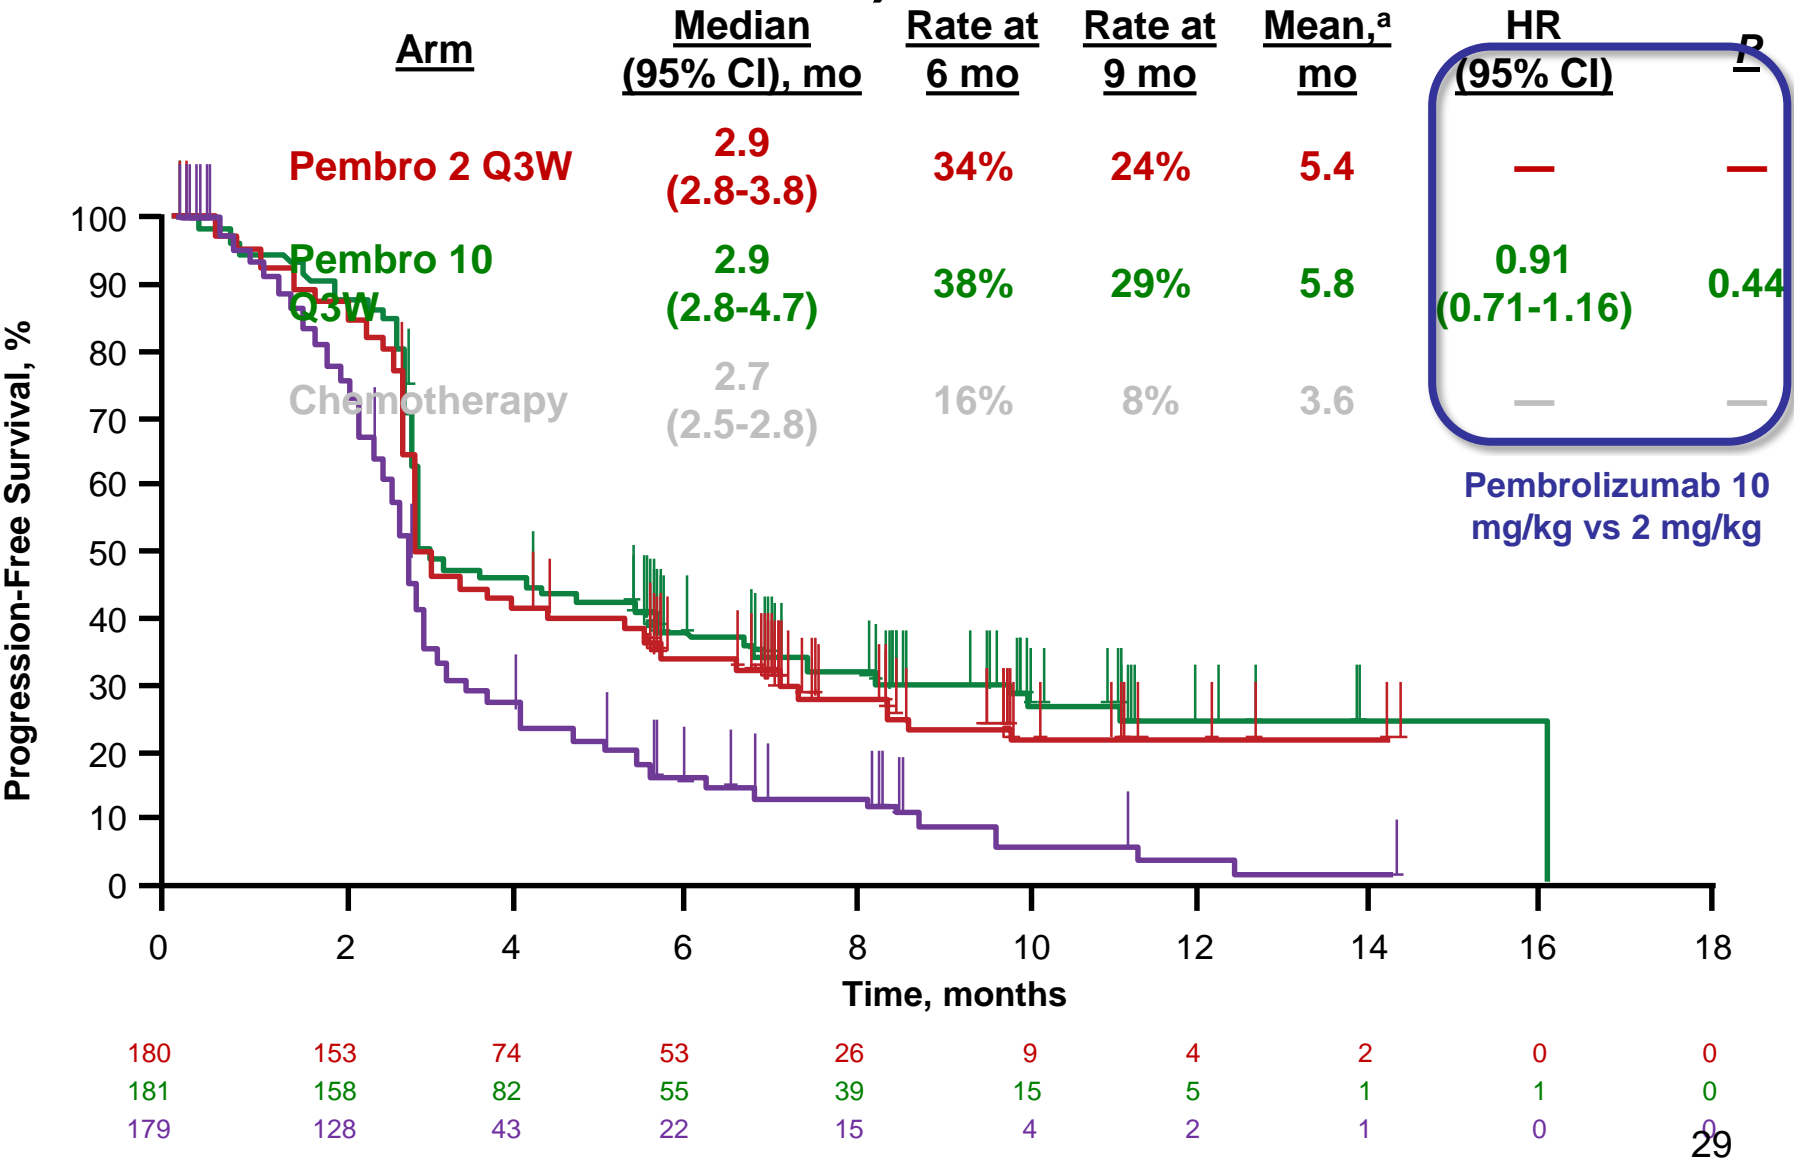 Arm
Median
(95% CI), mo
Rate at
6 mo
Rate at
9 mo
Mean,a
mo
HR
(95% CI)
P
Pembro 2 Q3W
2.9
(2.8-3.8)
34%
24%
5.4
—
—
Pembro 10
Q3W
2.9
(2.8-4.7)
38%
29%
5.8
0.91
(0.71-1.16)
0.44
Chemotherapy
2.7
(2.5-2.8)
16%
8%
3.6
—
—
Pembrolizumab 10
mg/kg vs 2 mg/kg
Progression-Free Survival, %
100
90
80
70
60
50
40
30
20
10
0
0 2 4 6 8 10 12 14 16 18
Time, months
180 153 74 53 26 9 4 2 0 0
181 158 82 55 39 15 5 1 1 0
179 128 43 22 15 4 2 1 0 0
29